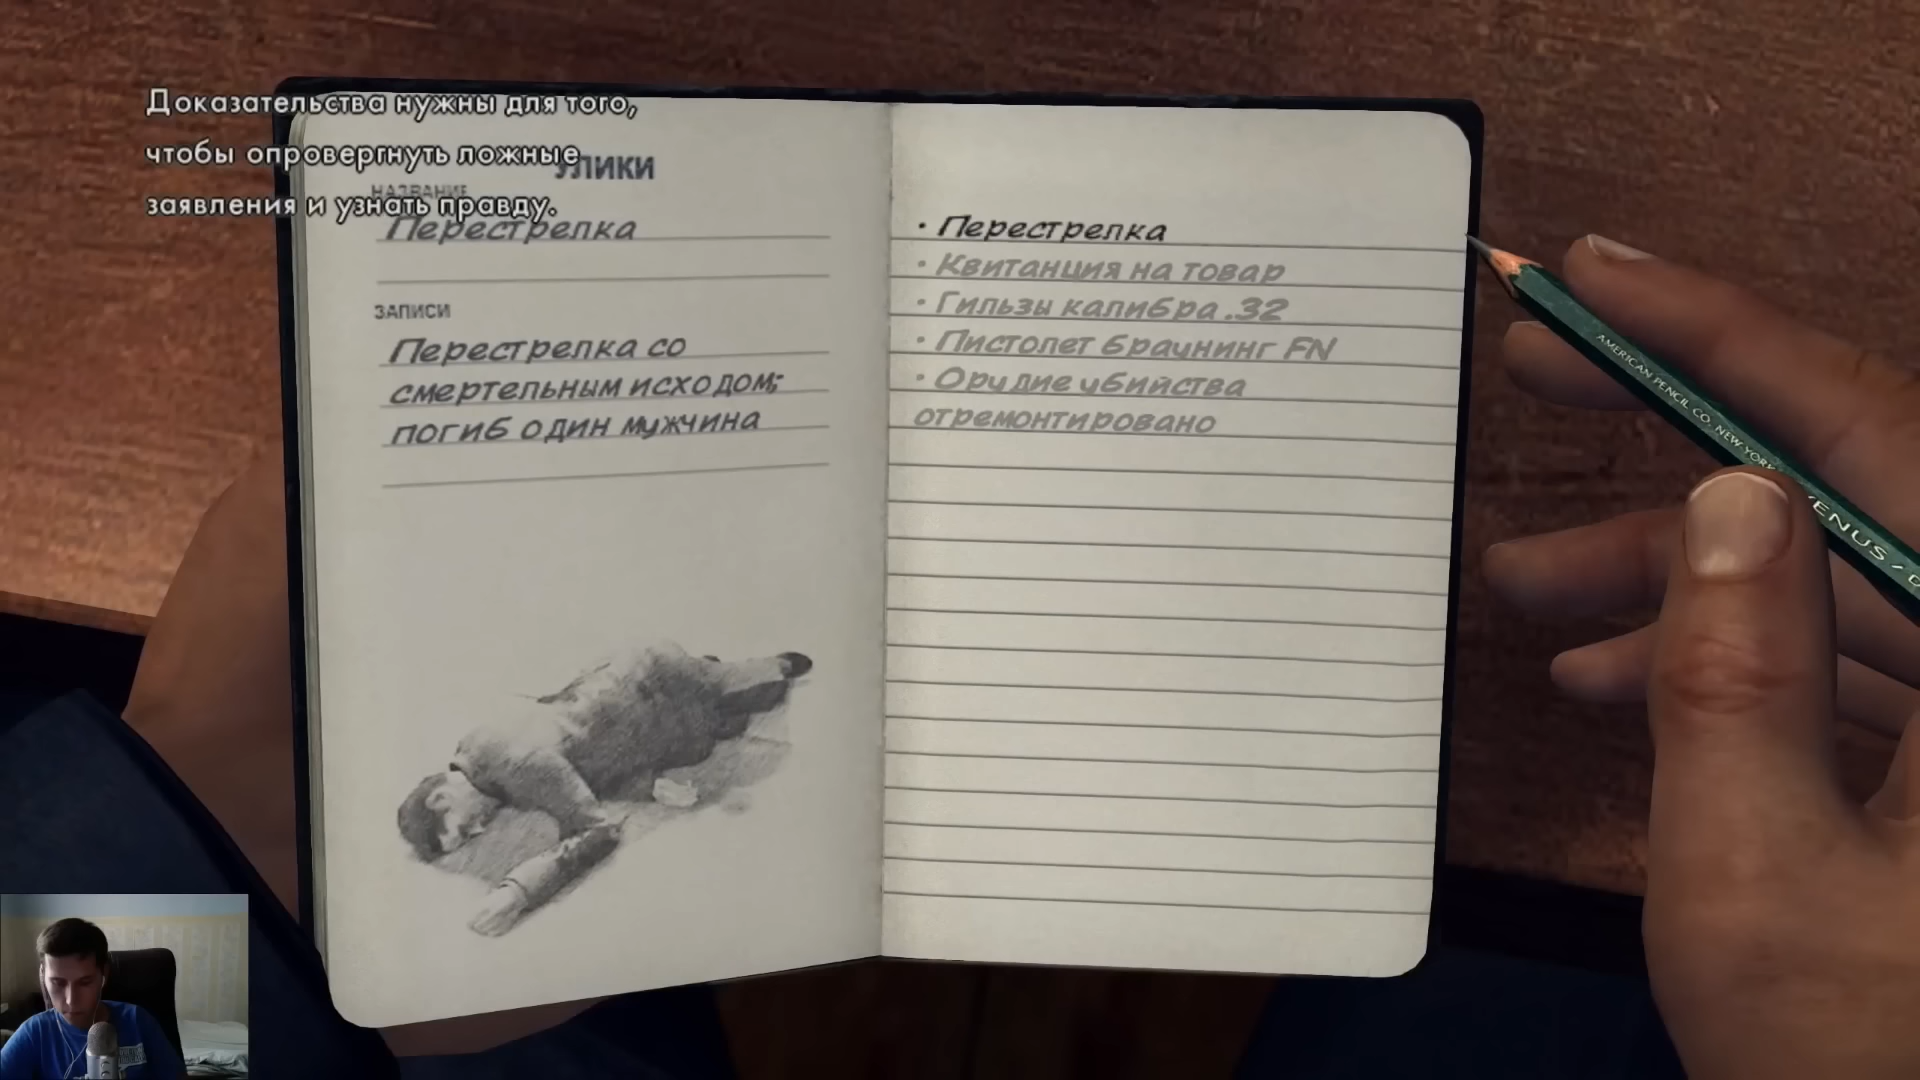 Доказательства нужны для того,
чтобы опровергнуть ложные
заявления и узнать правду.
УЛИКИ
НАЗВАНИЕ
Перестрелка
ЗАПИСИ
Перестрелка со
смертельным исходом;
погиб один мужчина
· Перестрелка
· Квитанция на товар
· Гильзы калибра .32
· Пистолет браунинг FN
· Орудие убийства
отремонтировано
AMERICAN PENCIL CO. NEW YORK
VENUS